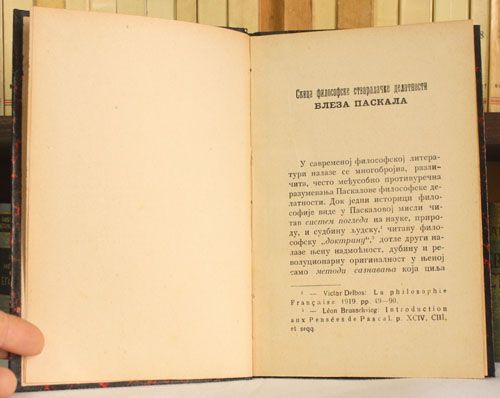 Скица философске стваралачке делатности
БЛЕЗА ПАСКАЛА
У савременој философској литера-
тури налазе се многобројна, разли-
чита, често међусобно противуречна
разумевања Паскалове философске де-
латности. Док једни историци фило-
софије виде у Паскаловој мисли чи-
тав систем погледа на науке, приро-
ду, и судбину људску,¹ читаву фило-
софску „доктрину",² дотле други на-
лазе њену надмоћност, дубину и ре-
волуционарну оригиналност у њеној
само методи сазнавања која циља
¹ — Victor Delbos: La philosophie
Française 1919. pp. 49—90.
² — Léon Brunschvieg: Introduction
aux Pensées de Pascal. p. XCIV, CIII,
et seqq.